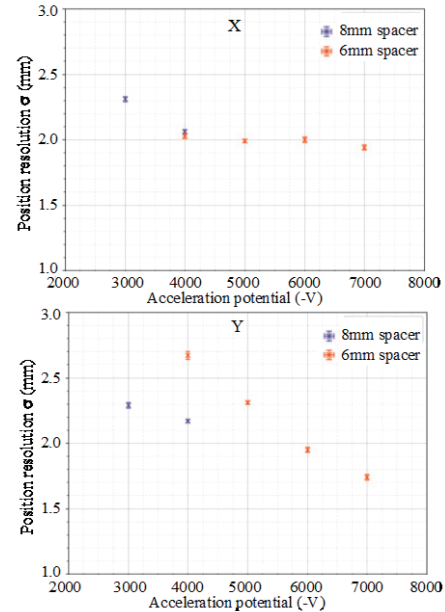 X
8mm spacer
6mm spacer
Position resolution σ (mm)
3.0
2.5
2.0
1.5
1.0
2000 3000 4000 5000 6000 7000 8000
Acceleration potential (-V)
Y
8mm spacer
6mm spacer
Position resolution σ (mm)
3.0
2.5
2.0
1.5
1.0
2000 3000 4000 5000 6000 7000 8000
Acceleration potential (-V)